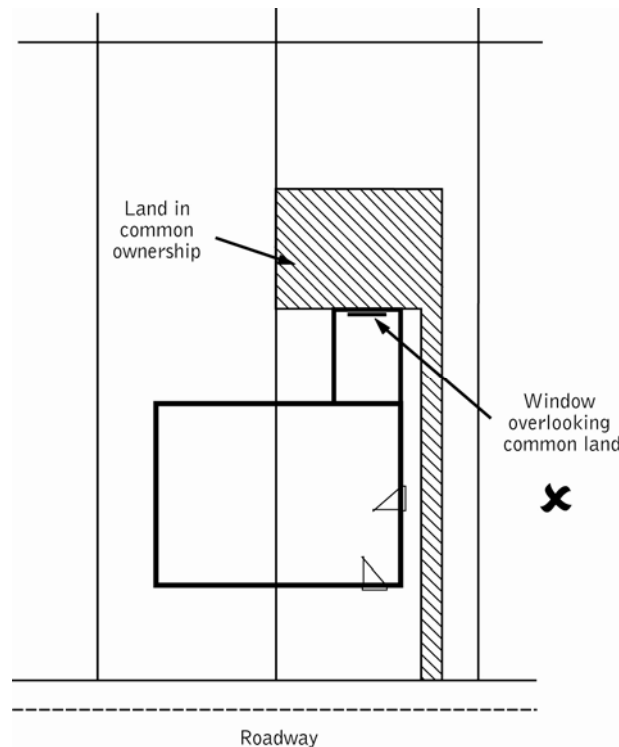 Land in
common
ownership
Window
overlooking
common land
Roadway